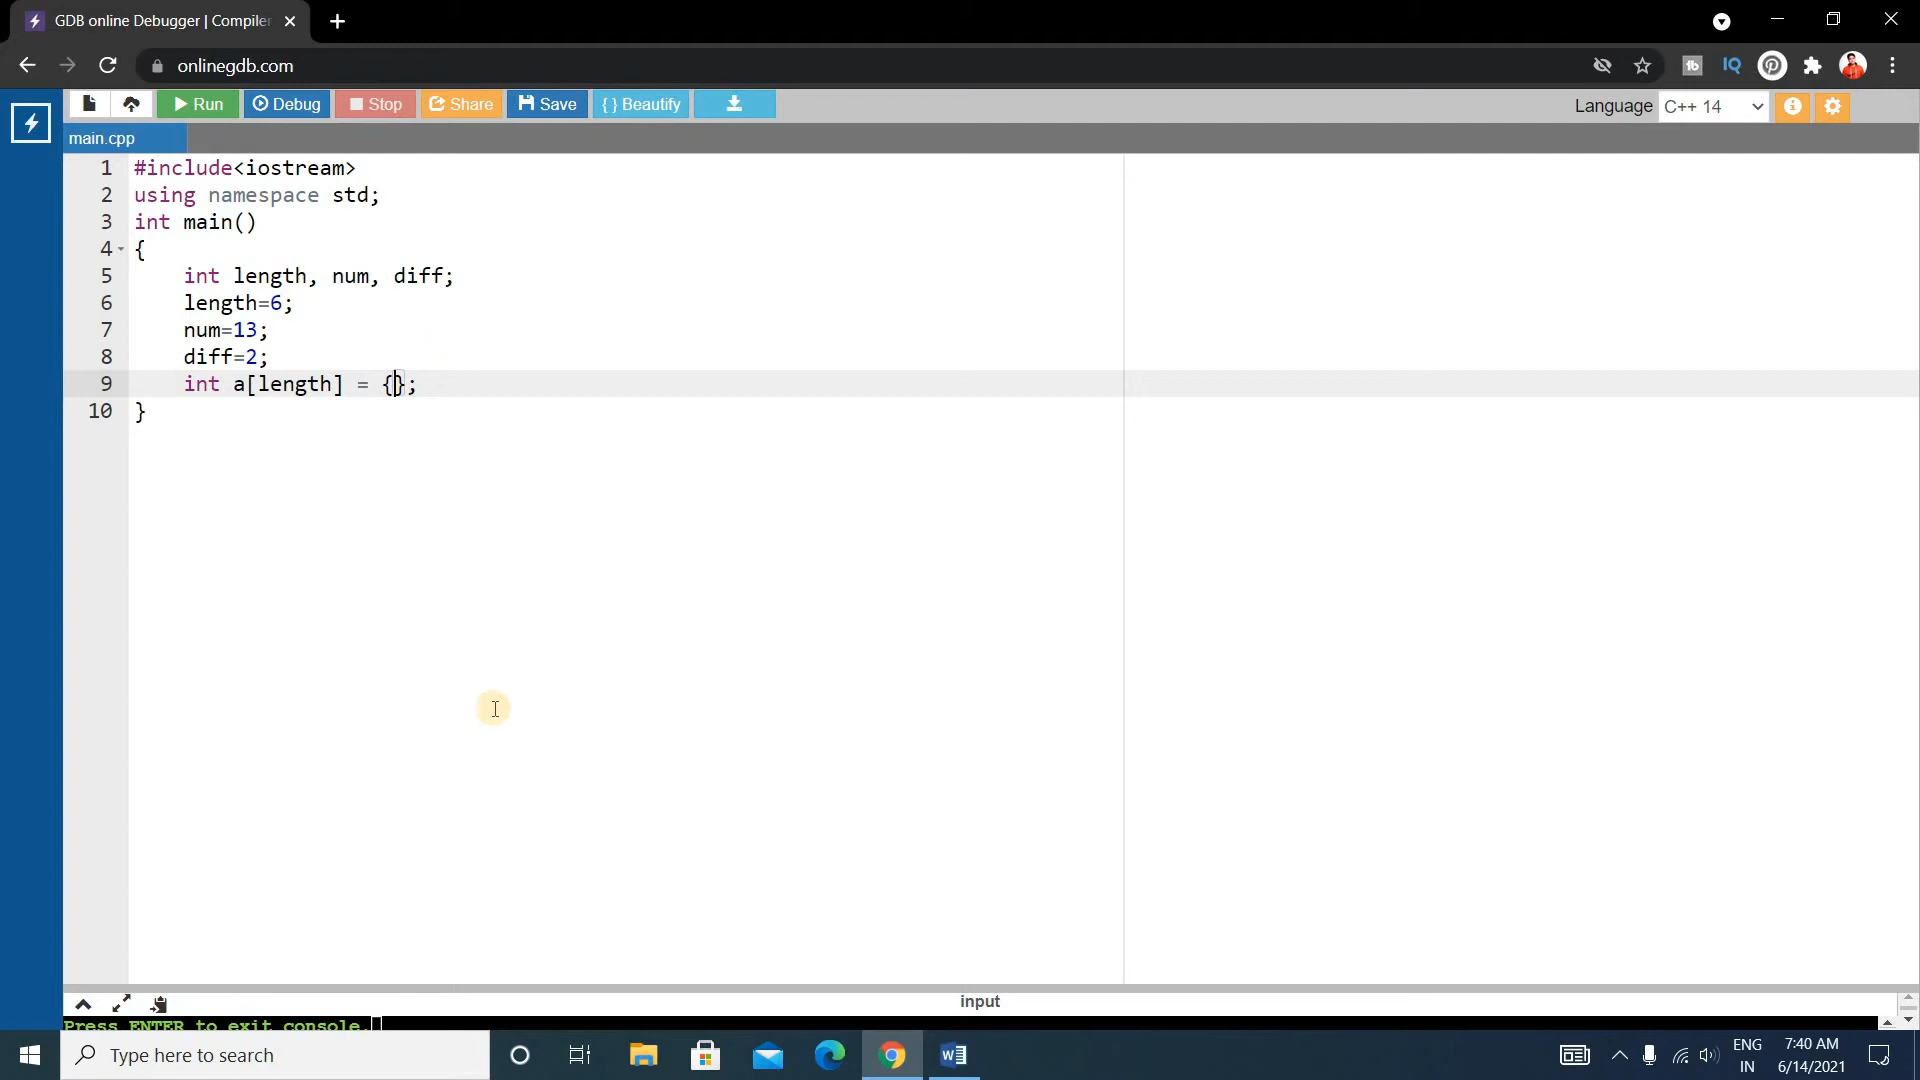 GDB online Debugger | Compiler
onlinegdb.com
IQ
Run Debug Stop Share Save { } Beautify
Language C++ 14
main.cpp
1 #include<iostream>
2 using namespace std;
3 int main()
4 {
5 int length, num, diff;
6 length=6;
7 num=13;
8 diff=2;
9 int a[length] = {};
10 }
input
Press ENTER to exit console.
Type here to search
ENG
IN
7:40 AM
6/14/2021